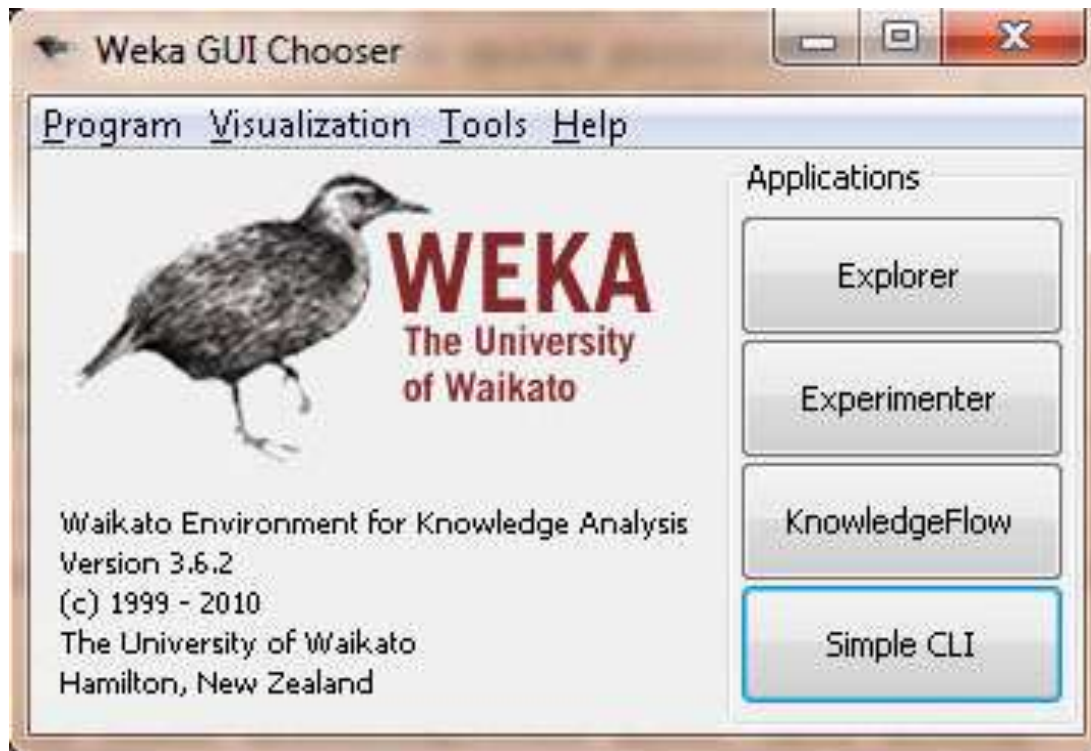 Weka GUI Chooser
Program Visualization Tools Help
WEKA
The University
of Waikato
Waikato Environment for Knowledge Analysis
Version 3.6.2
(c) 1999 - 2010
The University of Waikato
Hamilton, New Zealand
Applications
Explorer
Experimenter
KnowledgeFlow
Simple CLI